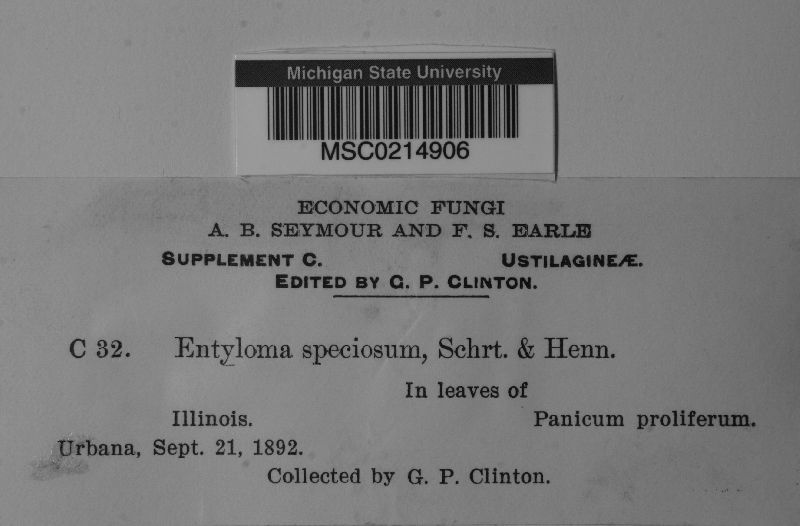 Michigan State University
MSC0214906
ECONOMIC FUNGI
A. B. SEYMOUR AND F. S. EARLE
SUPPLEMENT C. USTILAGINEÆ.
EDITED BY G. P. CLINTON.
C 32. Entyloma speciosum, Schrt. & Henn.
In leaves of
Illinois. Panicum proliferum.
Urbana, Sept. 21, 1892.
Collected by G. P. Clinton.